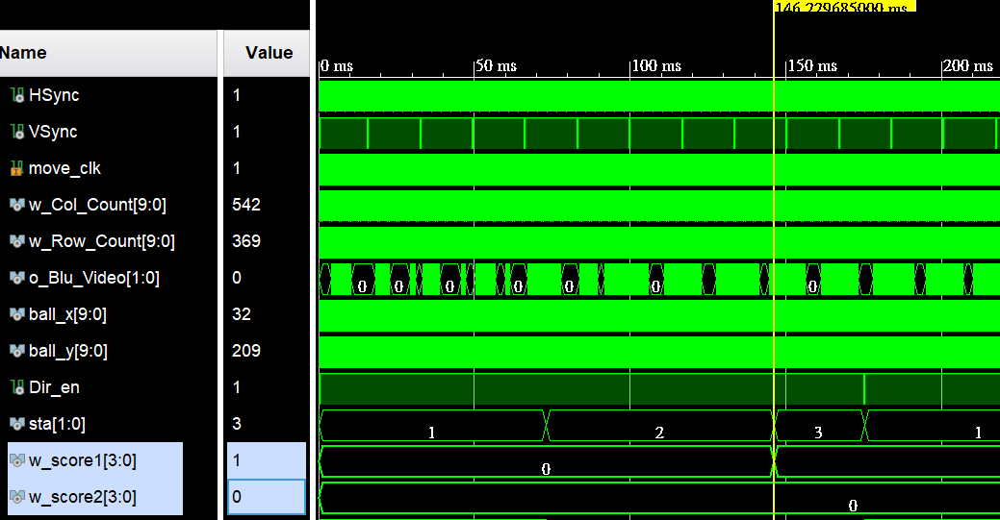 146.229685000 ms
Name Value
0 ms 50 ms 100 ms 150 ms 200 ms
HSync 1
VSync 1
move_clk 1
w_Col_Count[9:0] 542
w_Row_Count[9:0] 369
o_Blu_Video[1:0] 0 0 0 0 0 0 0 0
ball_x[9:0] 32
ball_y[9:0] 209
Dir_en 1
sta[1:0] 3 1 2 3 1
w_score1[3:0] 1 0
w_score2[3:0] 0 0